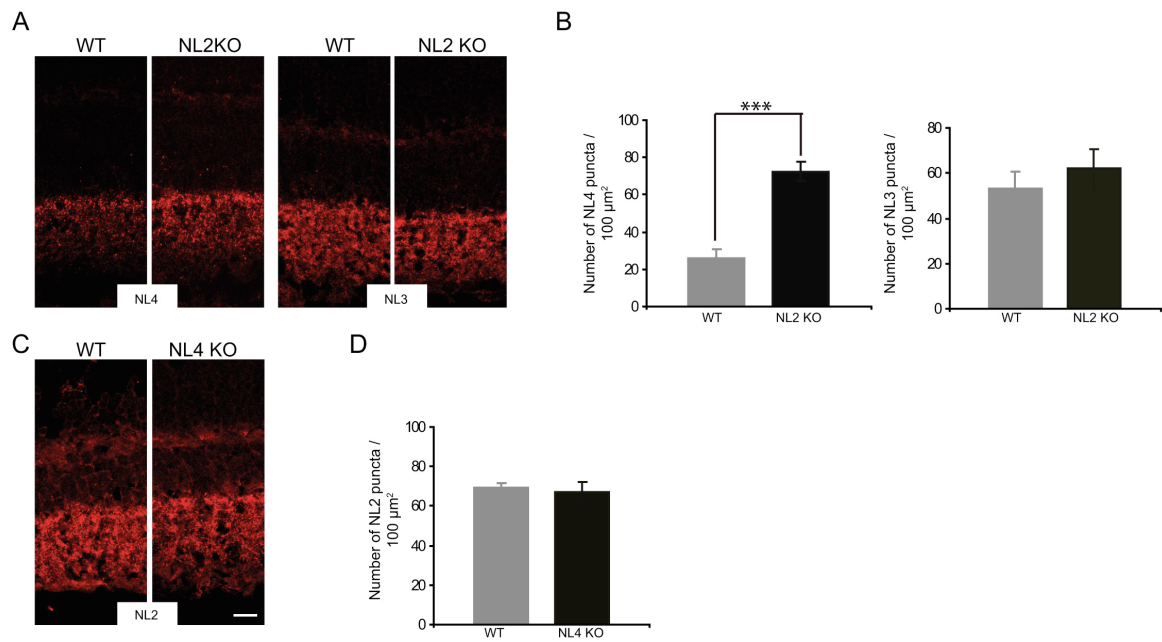 A
WT
NL2KO
WT
NL2 KO
NL4
NL3
B
***
100
80
60
40
20
0
Number of NL4 puncta /
100 µm²
WT
NL2 KO
80
60
40
20
0
Number of NL3 puncta /
100 µm²
WT
NL2 KO
C
WT
NL4 KO
NL2
D
100
80
60
40
20
0
Number of NL2 puncta /
100 µm²
WT
NL4 KO